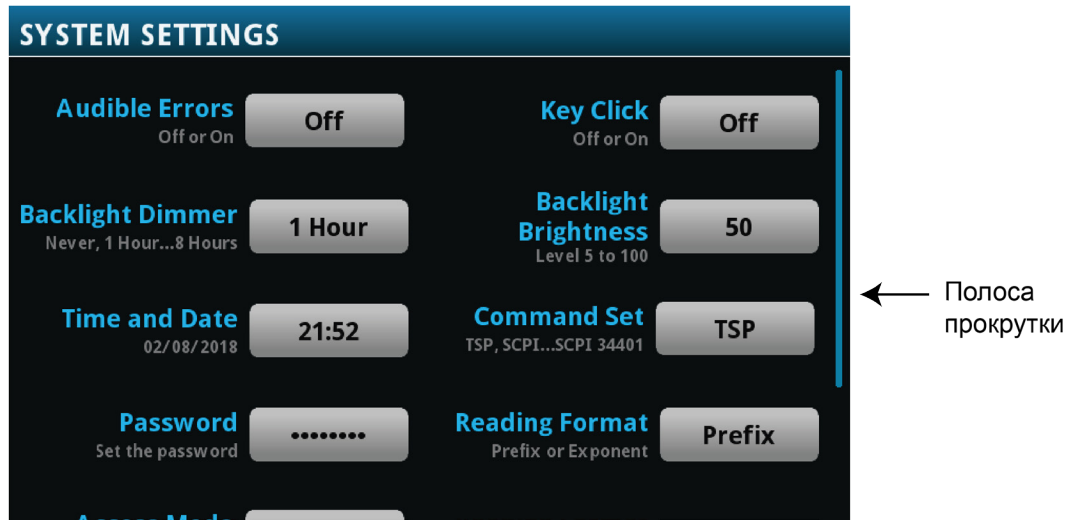 SYSTEM SETTINGS
Audible Errors
Off or On
Off
Key Click
Off or On
Off
Backlight Dimmer
Never, 1 Hour...8 Hours
1 Hour
Backlight
Brightness
Level 5 to 100
50
Time and Date
02/08/2018
21:52
Command Set
TSP, SCPI...SCPI 34401
TSP
Password
Set the password
••••••••
Reading Format
Prefix or Exponent
Prefix
Access Mode
Полоса
прокрутки